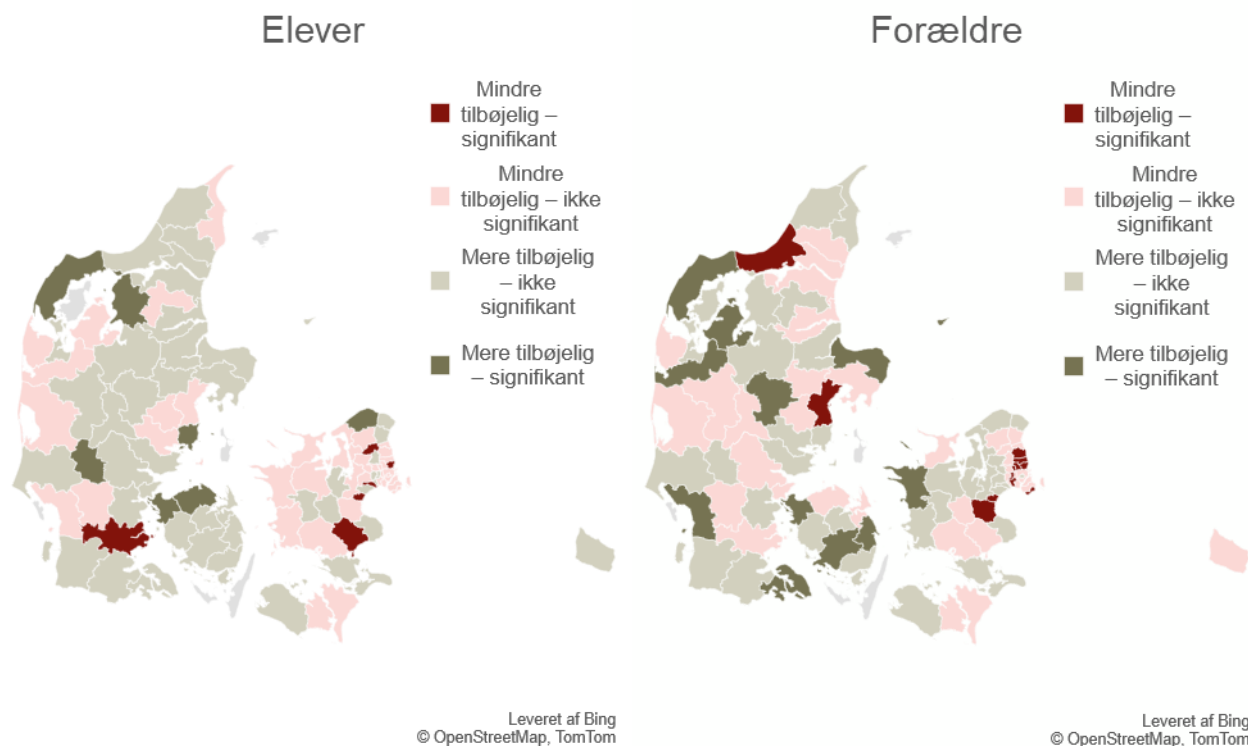 Elever
Mindre
tilbøjelig –
signifikant
Mindre
tilbøjelig – ikke
signifikant
Mere tilbøjelig
– ikke
signifikant
Mere tilbøjelig
– signifikant
Leveret af Bing
© OpenStreetMap, TomTom
Forældre
Mindre
tilbøjelig –
signifikant
Mindre
tilbøjelig – ikke
signifikant
Mere tilbøjelig
– ikke
signifikant
Mere tilbøjelig
– signifikant
Leveret af Bing
© OpenStreetMap, TomTom